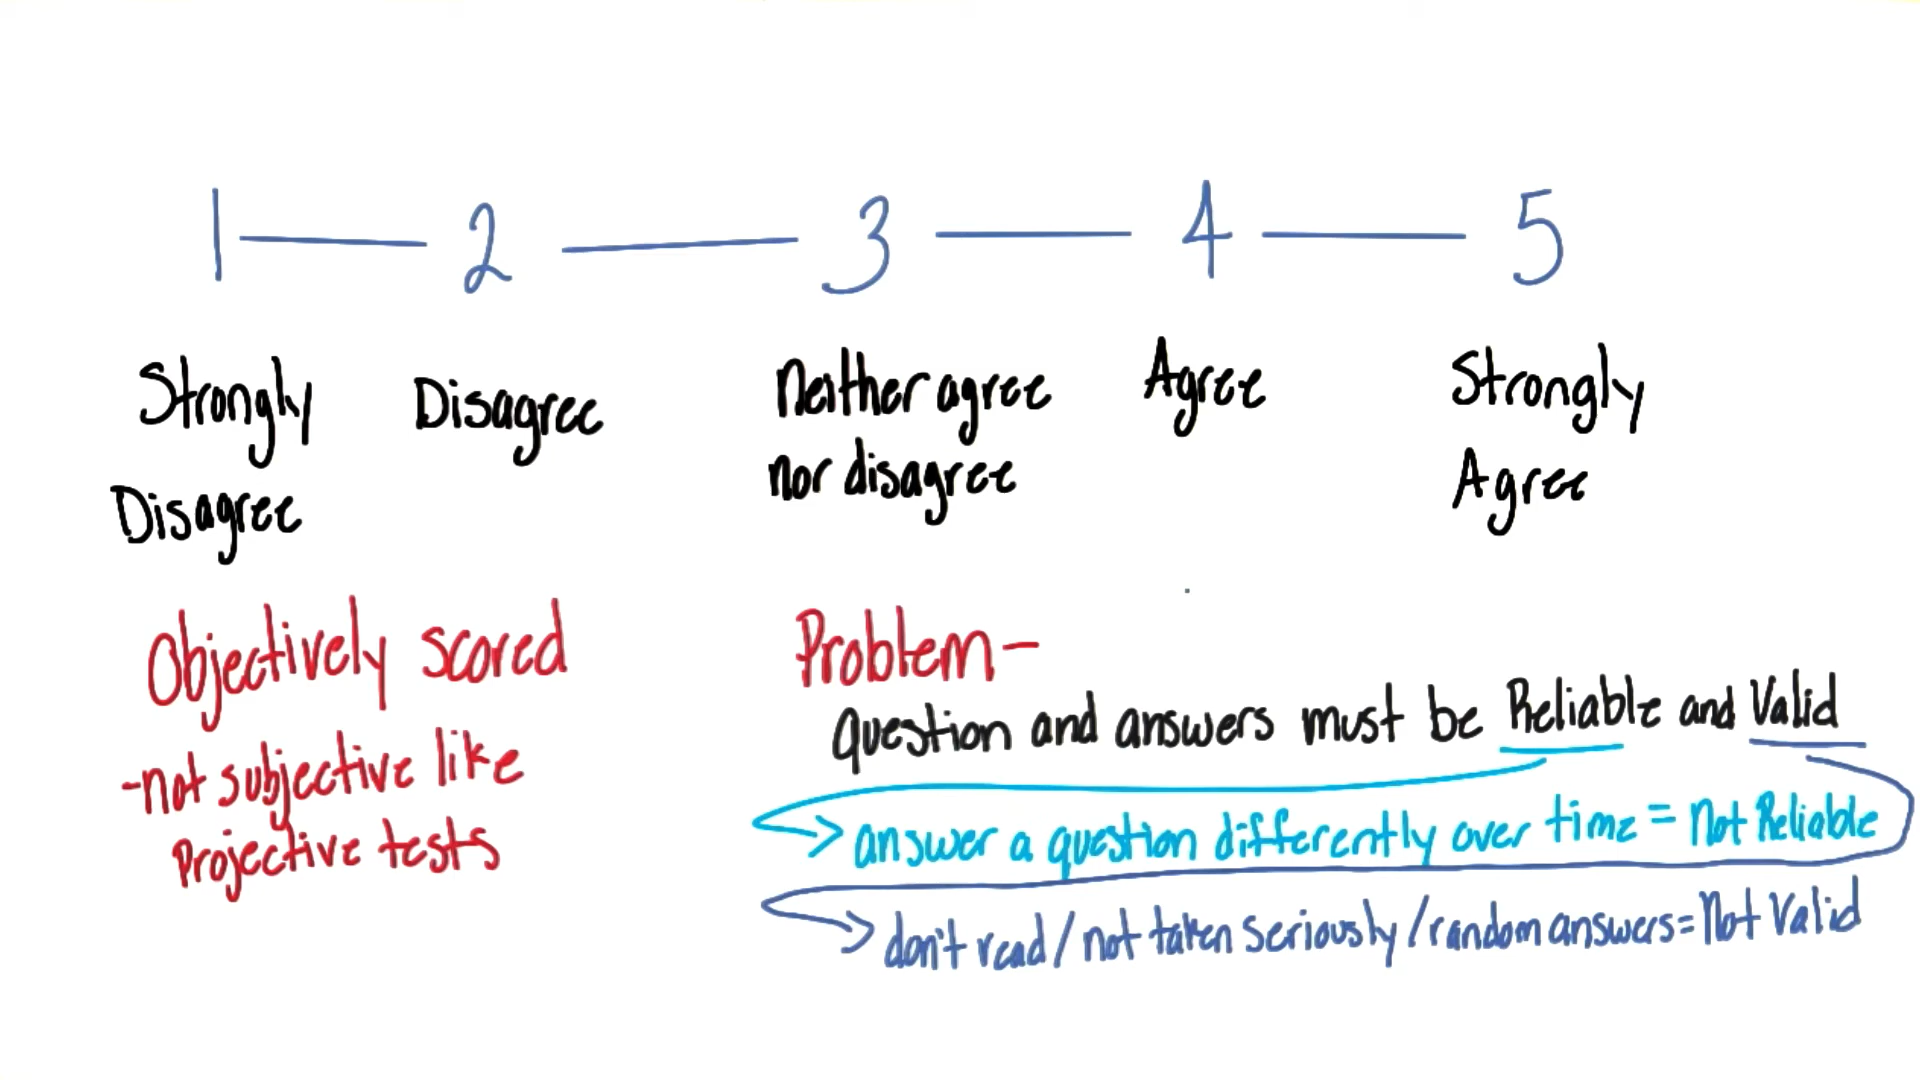 1 — 2 — 3 — 4 — 5
Strongly
Disagree
Disagree
Neither agree
nor disagree
Agree
Strongly
Agree
Objectively scored
-not subjective like
Projective tests
Problem-
Question and answers must be Reliable and Valid
answer a question differently over time = Not Reliable
don't read / not taken seriously / random answers = Not Valid